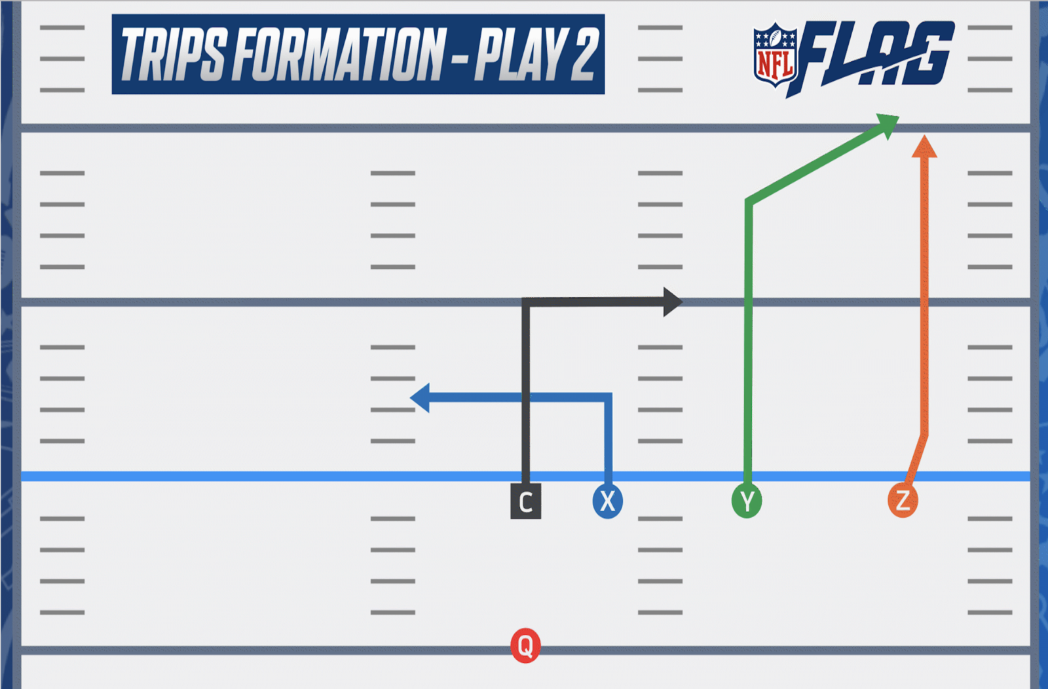 TRIPS FORMATION - PLAY 2
NFL FLAG
C X Y Z
Q